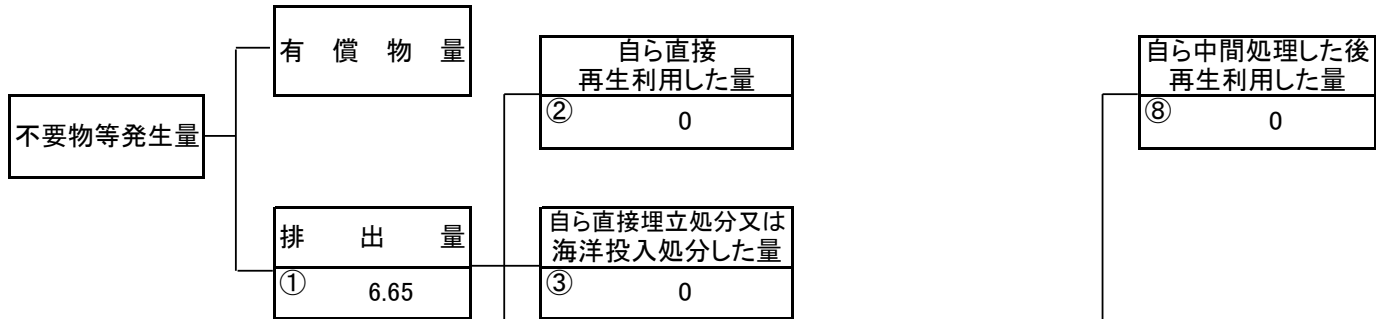 有償物量
自ら直接
再生利用した量
②
0
自ら中間処理した後
再生利用した量
⑧
0
不要物等発生量
排出量
①
6.65
自ら直接埋立処分又は
海洋投入処分した量
③
0